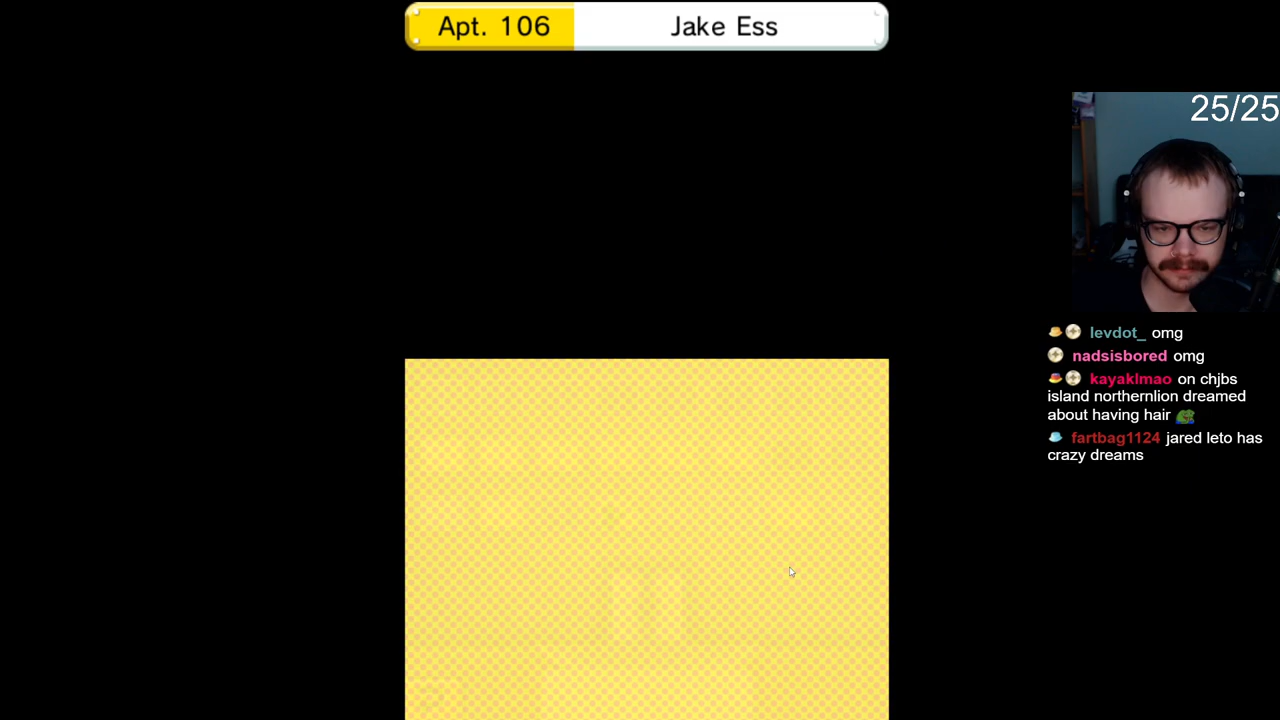 Apt. 106 Jake Ess
25/25
levdot_ omg
nadsisbored omg
kayaklmao on chjbs
island northernlion dreamed
about having hair
fartbag1124 jared leto has
crazy dreams